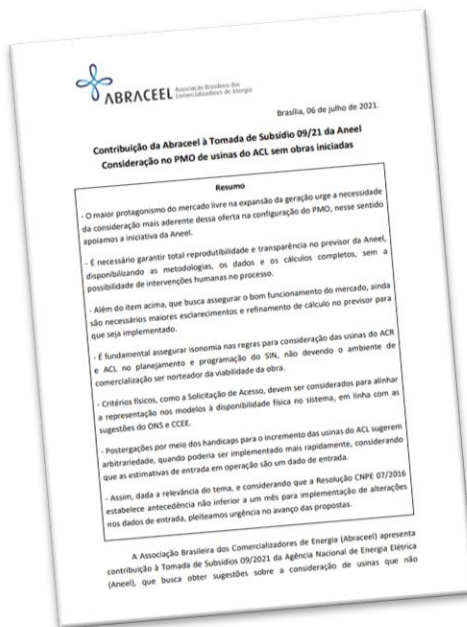 ABRACEEL Associação Brasileira dos
Comercializadores de Energia
Brasília, 06 de julho de 2021.
Contribuição da Abraceel à Tomada de Subsídio 09/21 da Aneel
Consideração no PMO de usinas do ACL sem obras iniciadas
Resumo
- O maior protagonismo do mercado livre na expansão da geração urge a necessidade
da consideração mais aderente dessa oferta na configuração do PMO, nesse sentido
apoiamos a iniciativa da Aneel.
- É necessário garantir total reprodutibilidade e transparência no previsor da Aneel,
disponibilizando as metodologias, os dados e os cálculos completos, sem a
possibilidade de intervenções humanas no processo.
- Além do item acima, que busca assegurar o bom funcionamento do mercado, ainda
são necessários maiores esclarecimentos e refinamento de cálculo no previsor para
que seja implementado.
- É fundamental assegurar isonomia nas regras para consideração das usinas do ACR
e ACL no planejamento e programação do SIN, não devendo o ambiente de
comercialização ser norteador da viabilidade da obra.
- Critérios físicos, como a Solicitação de Acesso, devem ser considerados para alinhar
a representação nos modelos à disponibilidade física no sistema, em linha com as
sugestões do ONS e CCEE.
- Postergações por meio dos handicaps para o incremento das usinas do ACL sugerem
arbitrariedade, quando poderia ser implementado mais rapidamente, considerando
que as estimativas de entrada em operação são um dado de entrada.
- Assim, dada a relevância do tema, e considerando que a Resolução CNPE 07/2016
estabelece antecedência não inferior a um mês para implementação de alterações
nos dados de entrada, pleiteamos urgência no avanço das propostas.
A Associação Brasileira dos Comercializadores de Energia (Abraceel) apresenta
contribuição à Tomada de Subsídios 09/2021 da Agência Nacional de Energia Elétrica
(Aneel), que busca obter sugestões sobre a consideração de usinas que não